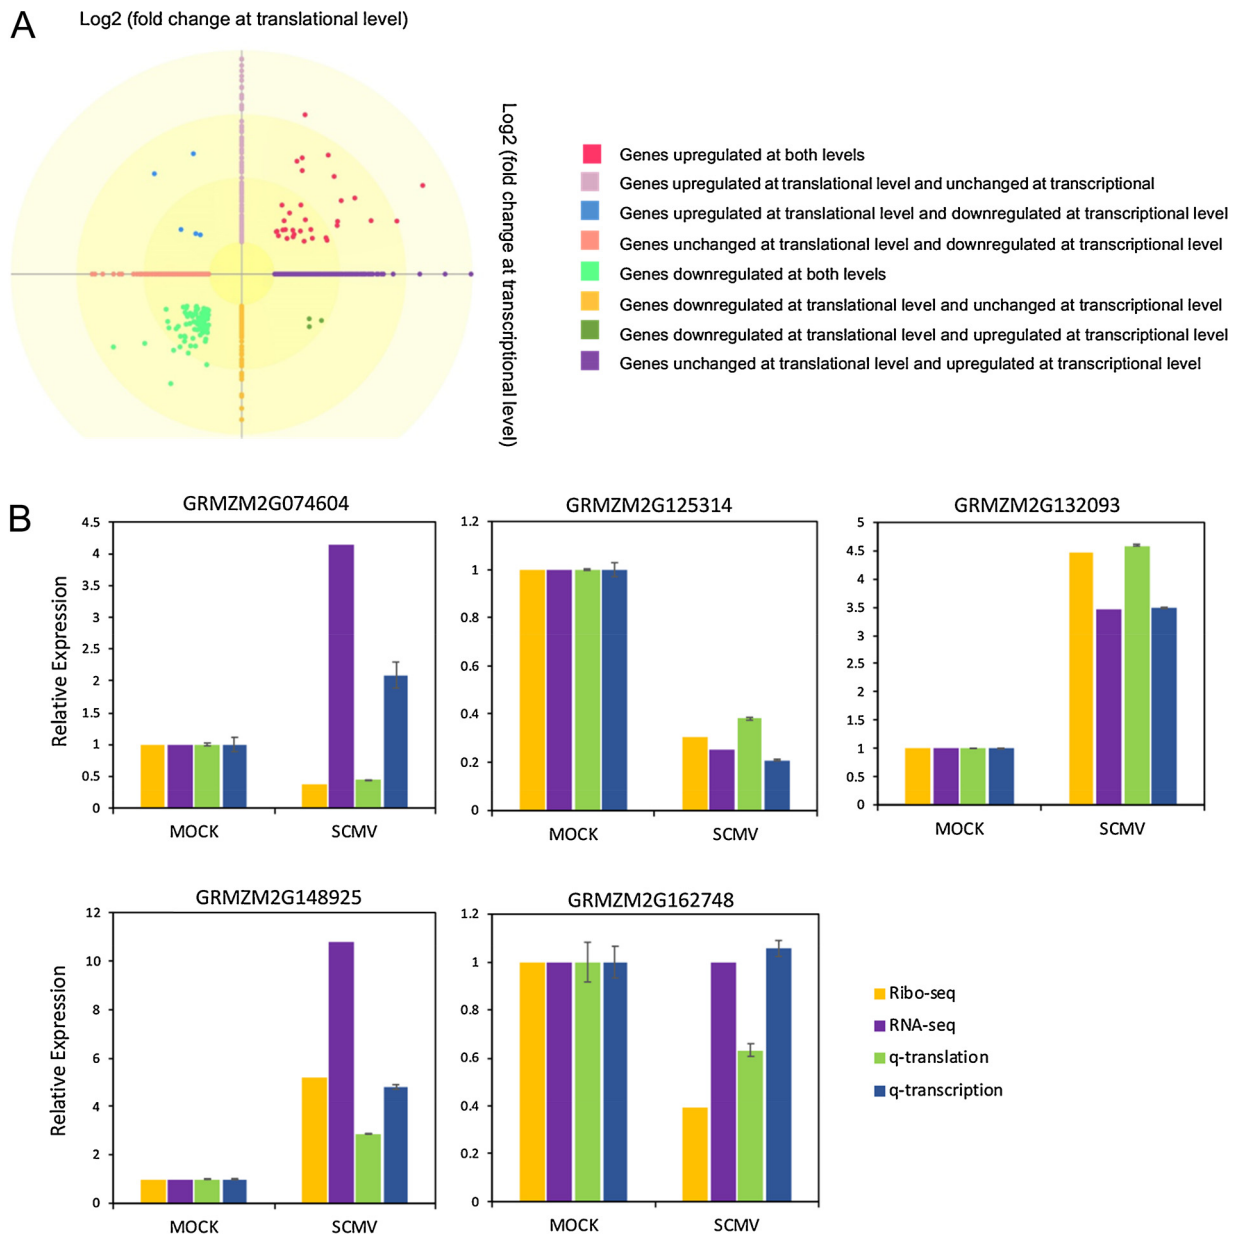 A
Log2 (fold change at translational level)
Log2 (fold change at transcriptional level)
Genes upregulated at both levels
Genes upregulated at translational level and unchanged at transcriptional
Genes upregulated at translational level and downregulated at transcriptional level
Genes unchanged at translational level and downregulated at transcriptional level
Genes downregulated at both levels
Genes downregulated at translational level and unchanged at transcriptional level
Genes downregulated at translational level and upregulated at transcriptional level
Genes unchanged at translational level and upregulated at transcriptional level
B
GRMZM2G074604
Relative Expression
4.5
4
3.5
3
2.5
2
1.5
1
0.5
0
MOCK SCMV
GRMZM2G125314
1.2
1
0.8
0.6
0.4
0.2
0
MOCK SCMV
GRMZM2G132093
5
4.5
4
3.5
3
2.5
2
1.5
1
0.5
0
MOCK SCMV
GRMZM2G148925
Relative Expression
12
10
8
6
4
2
0
MOCK SCMV
GRMZM2G162748
1.2
1
0.8
0.6
0.4
0.2
0
MOCK SCMV
Ribo-seq
RNA-seq
q-translation
q-transcription